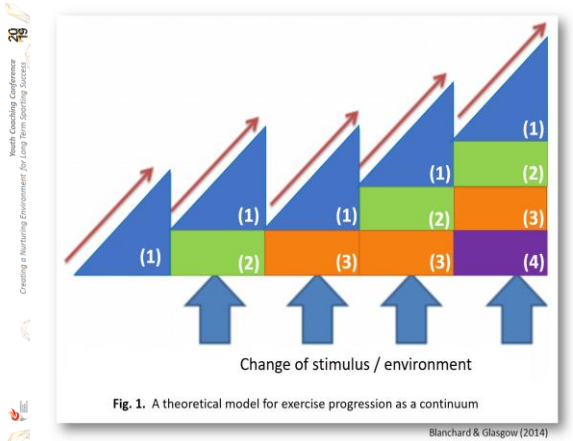 2019
Youth Coaching Conference
Creating a Nurturing Environment for Long Term Sporting Success
(1)
(1)
(2)
(1)
(3)
(1)
(2)
(3)
(1)
(2)
(3)
(4)
Change of stimulus / environment
Fig. 1. A theoretical model for exercise progression as a continuum
Blanchard & Glasgow (2014)